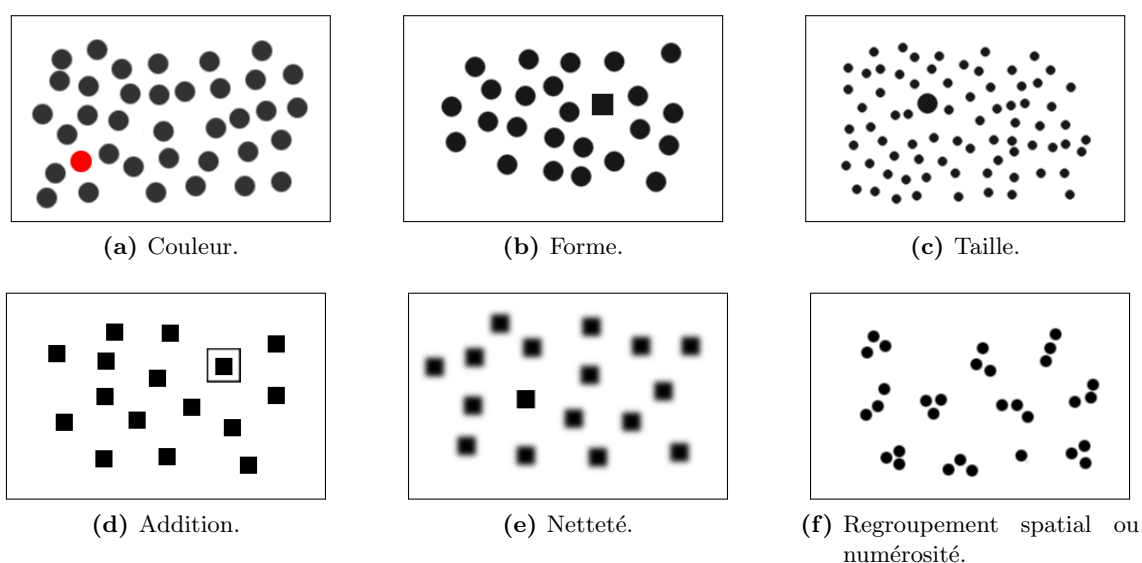 (a) Couleur.
(b) Forme.
(c) Taille.
(d) Addition.
(e) Netteté.
(f) Regroupement spatial ou
numérosité.